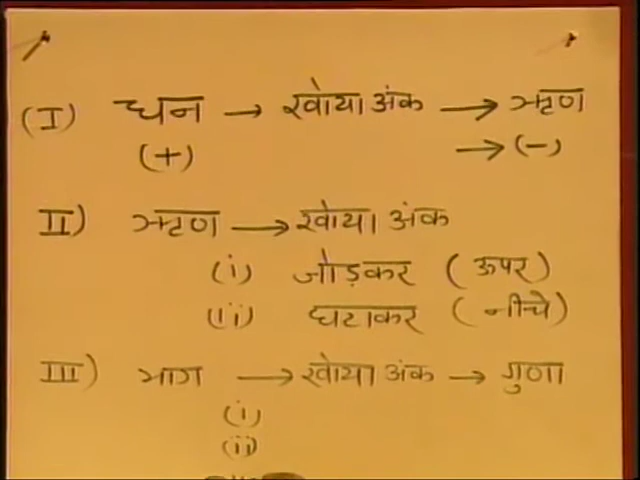 (I) धन → खोया अंक → ऋण
(+) → (-)
II) ऋण → खोया अंक
(i) जोड़कर (ऊपर)
(ii) घटाकर (नीचे)
III) भाग → खोया अंक → गुणा
(i)
(ii)